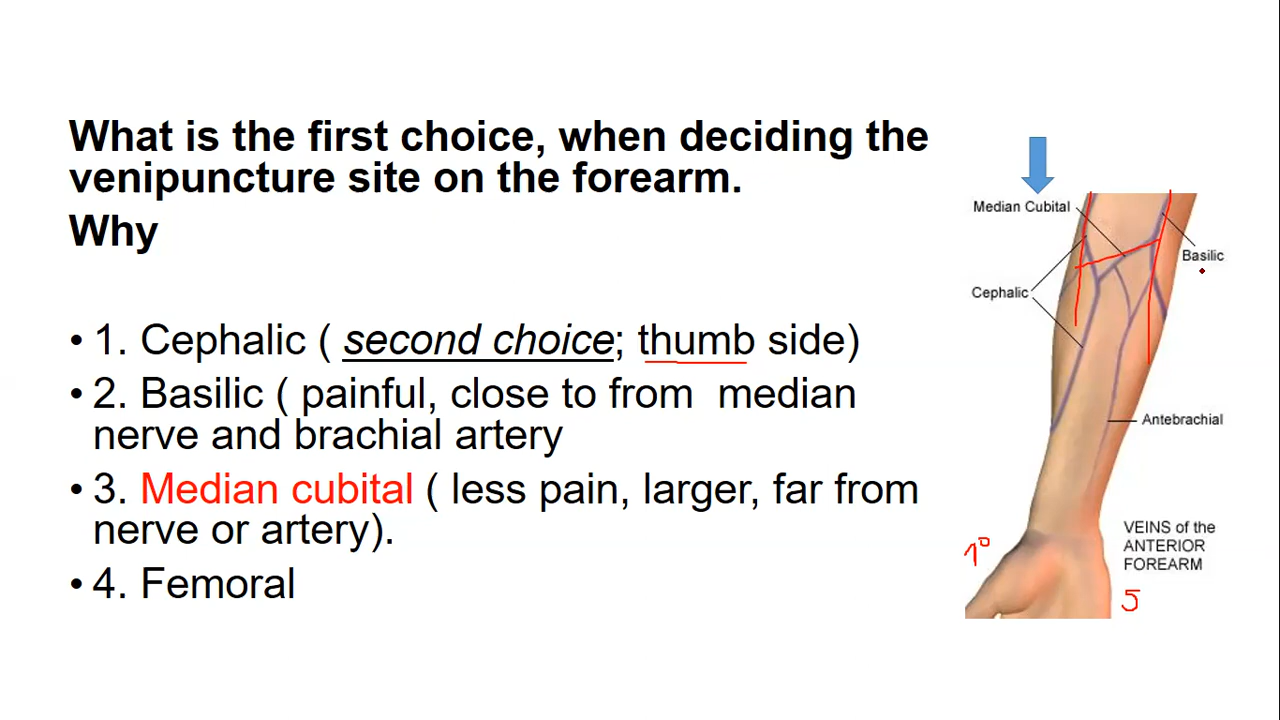 What is the first choice, when deciding the
venipuncture site on the forearm.
Why
• 1. Cephalic ( second choice; thumb side)
• 2. Basilic ( painful, close to from median
nerve and brachial artery
• 3. Median cubital ( less pain, larger, far from
nerve or artery).
• 4. Femoral
Median Cubital
Basilic
Cephalic
Antebrachial
VEINS of the
ANTERIOR
FOREARM
1º
5